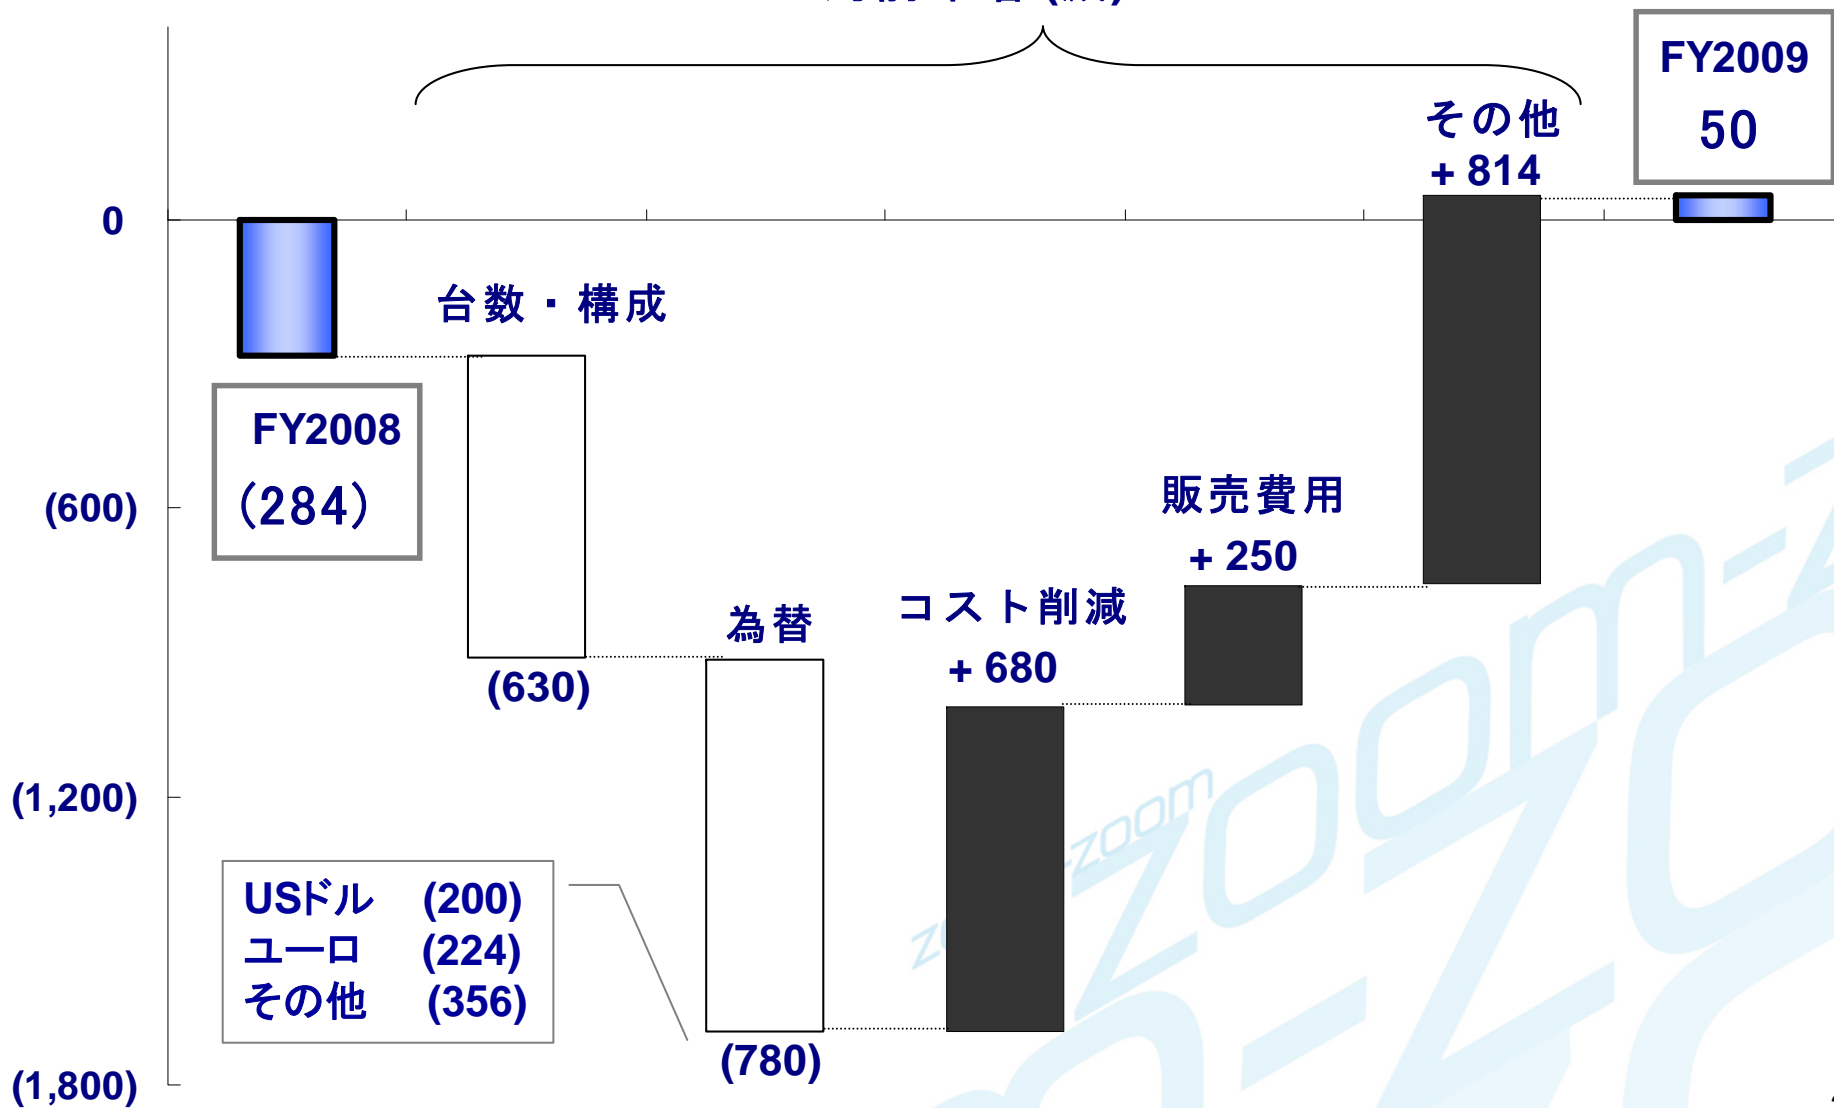 FY2009
50
その他
+ 814
0
台数・構成
FY2008
(284)
(600)
販売費用
+ 250
コスト削減
+ 680
為替
(630)
(1,200)
USドル (200)
ユーロ (224)
その他 (356)
(780)
(1,800)
zoom-zoom